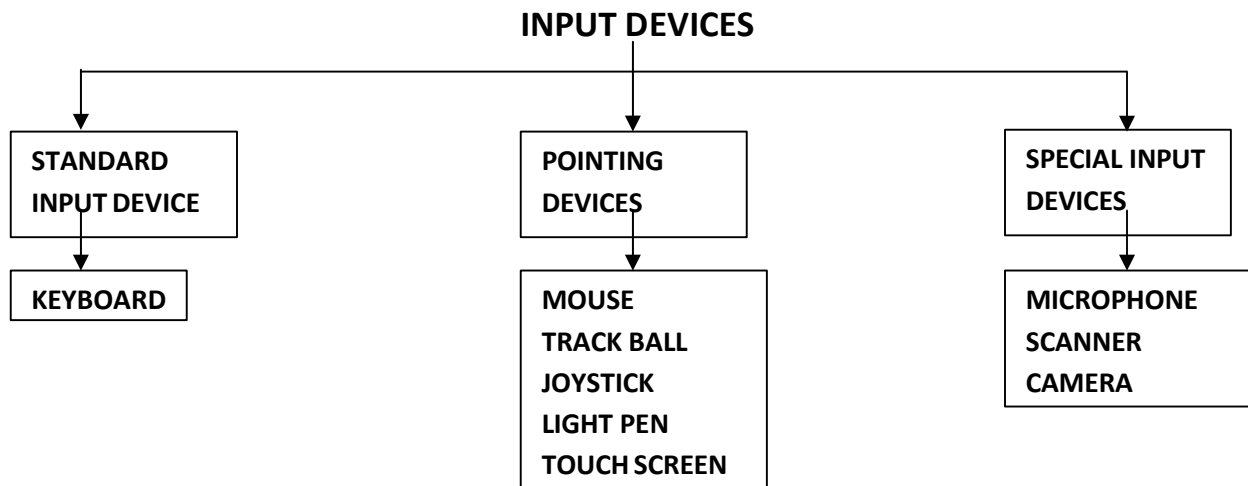 INPUT DEVICES
STANDARD
INPUT DEVICE
POINTING
DEVICES
SPECIAL INPUT
DEVICES
KEYBOARD
MOUSE
TRACK BALL
JOYSTICK
LIGHT PEN
TOUCH SCREEN
MICROPHONE
SCANNER
CAMERA